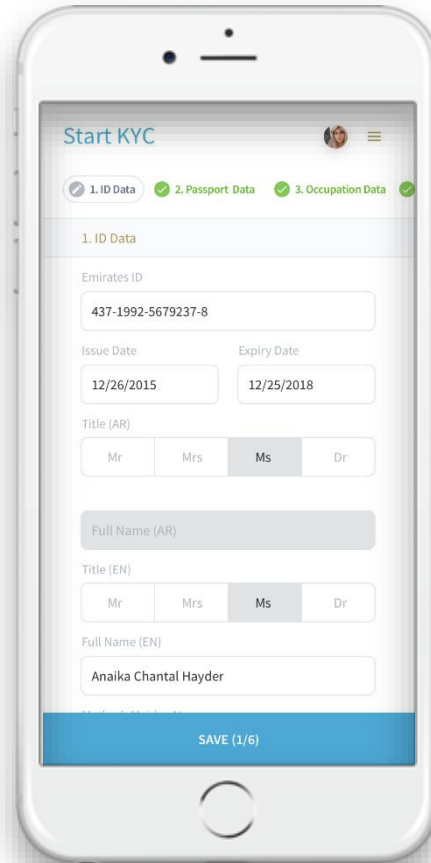 Start KYC
1. ID Data 2. Passport Data 3. Occupation Data
1. ID Data
Emirates ID
437-1992-5679237-8
Issue Date Expiry Date
12/26/2015 12/25/2018
Title (AR)
Mr Mrs Ms Dr
Full Name (AR)
Title (EN)
Mr Mrs Ms Dr
Full Name (EN)
Anaika Chantal Hayder
SAVE (1/6)